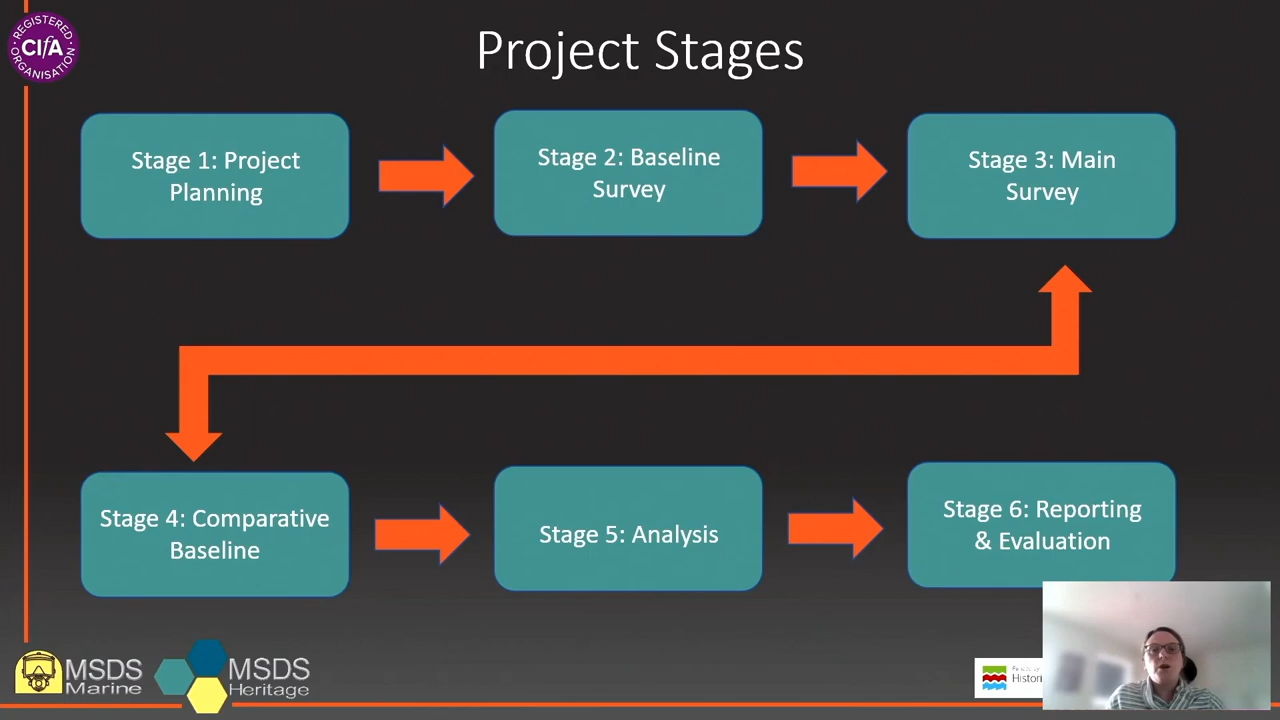 REGISTERED
CIfA
ORGANISATION
Project Stages
Stage 1: Project
Planning
Stage 2: Baseline
Survey
Stage 3: Main
Survey
Stage 4: Comparative
Baseline
Stage 5: Analysis
Stage 6: Reporting
& Evaluation
MSDS
Marine
MSDS
Heritage
Histori